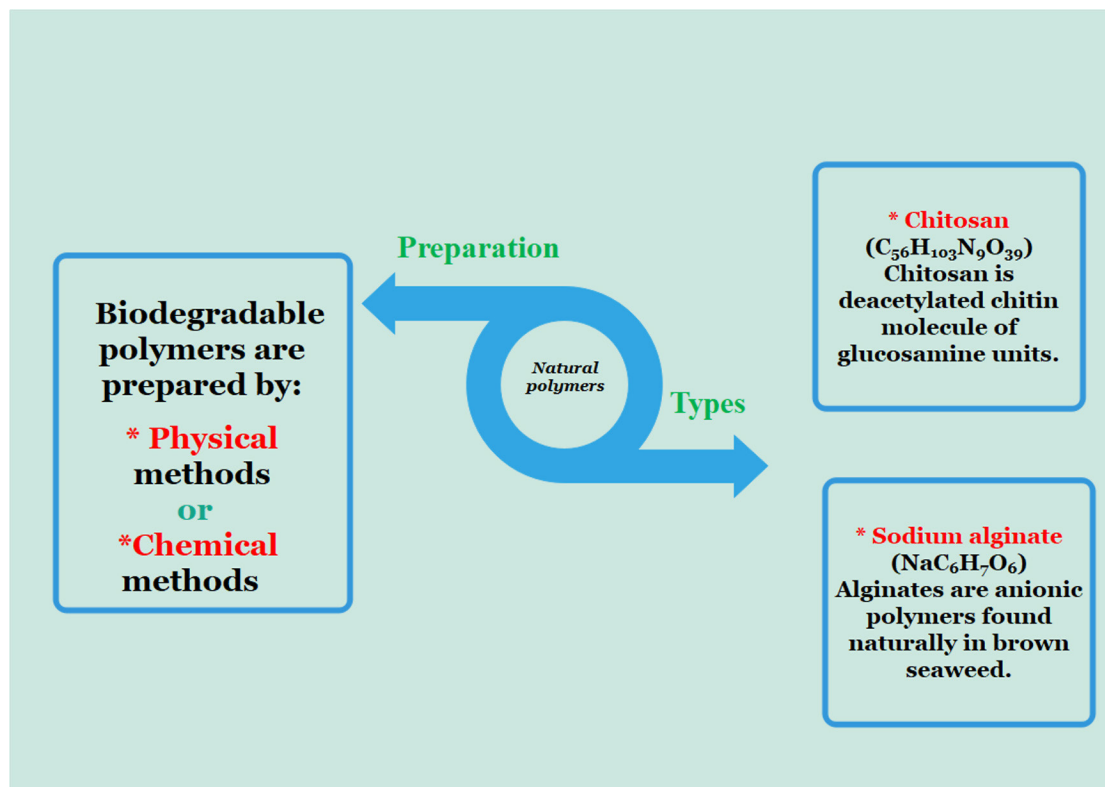 Preparation
Biodegradable
polymers are
prepared by:
* Physical
methods
or
*Chemical
methods
Natural
polymers
Types
* Chitosan
(C₅₆H₁₀₃N₉O₃₉)
Chitosan is
deacetylated chitin
molecule of
glucosamine units.
* Sodium alginate
(NaC₆H₇O₆)
Alginates are anionic
polymers found
naturally in brown
seaweed.